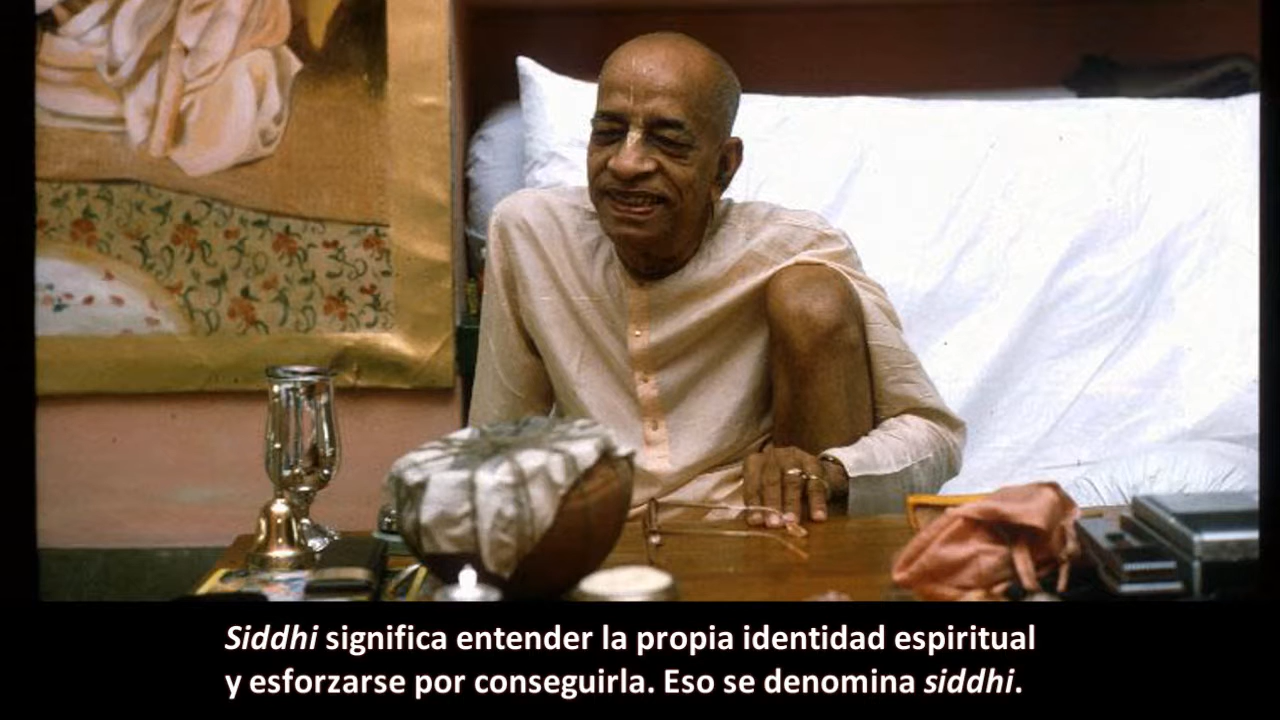 Siddhi significa entender la propia identidad espiritual
y esforzarse por conseguirla. Eso se denomina siddhi.